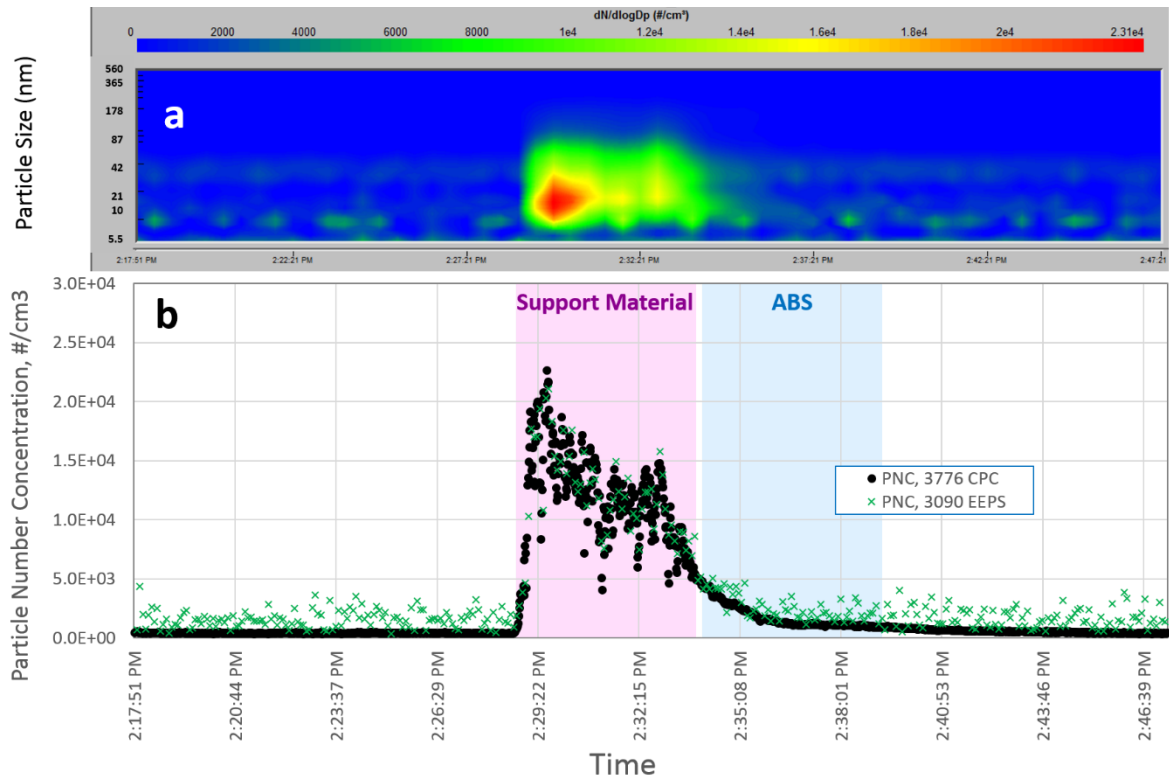 dN/dlogDp (#/cm³)
0 2000 4000 6000 8000 1e4 1.2e4 1.4e4 1.6e4 1.8e4 2e4 2.31e4
Particle Size (nm)
a
560
365
178
87
42
21
10
5.5
2:17:51 PM 2:22:21 PM 2:27:21 PM 2:32:21 PM 2:37:21 PM 2:42:21 PM 2:47:21
Particle Number Concentration, #/cm3
b
Support Material
ABS
3.0E+04
2.5E+04
2.0E+04
1.5E+04
1.0E+04
5.0E+03
0.0E+00
PNC, 3776 CPC
PNC, 3090 EEPS
2:17:51 PM
2:20:44 PM
2:23:37 PM
2:26:29 PM
2:29:22 PM
2:32:15 PM
2:35:08 PM
2:38:01 PM
2:40:53 PM
2:43:46 PM
2:46:39 PM
Time